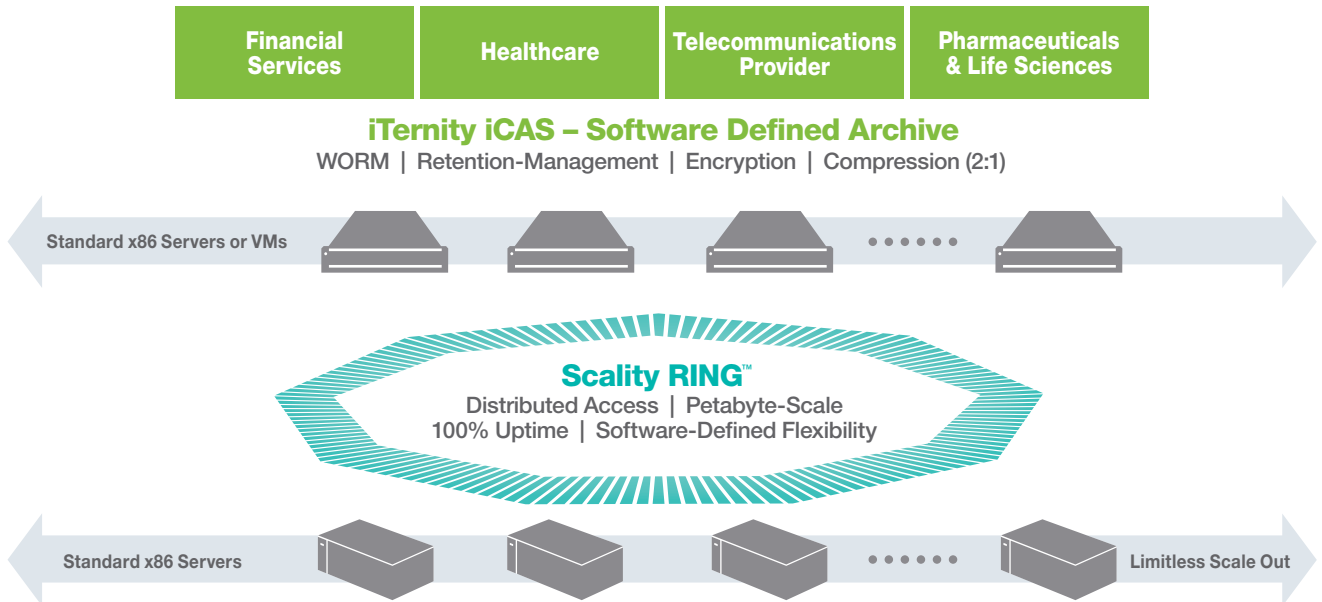 Financial
Services
Healthcare
Telecommunications
Provider
Pharmaceuticals
& Life Sciences
iTernity iCAS – Software Defined Archive
WORM | Retention-Management | Encryption | Compression (2:1)
Standard x86 Servers or VMs
Scality RING™
Distributed Access | Petabyte-Scale
100% Uptime | Software-Defined Flexibility
Standard x86 Servers
Limitless Scale Out